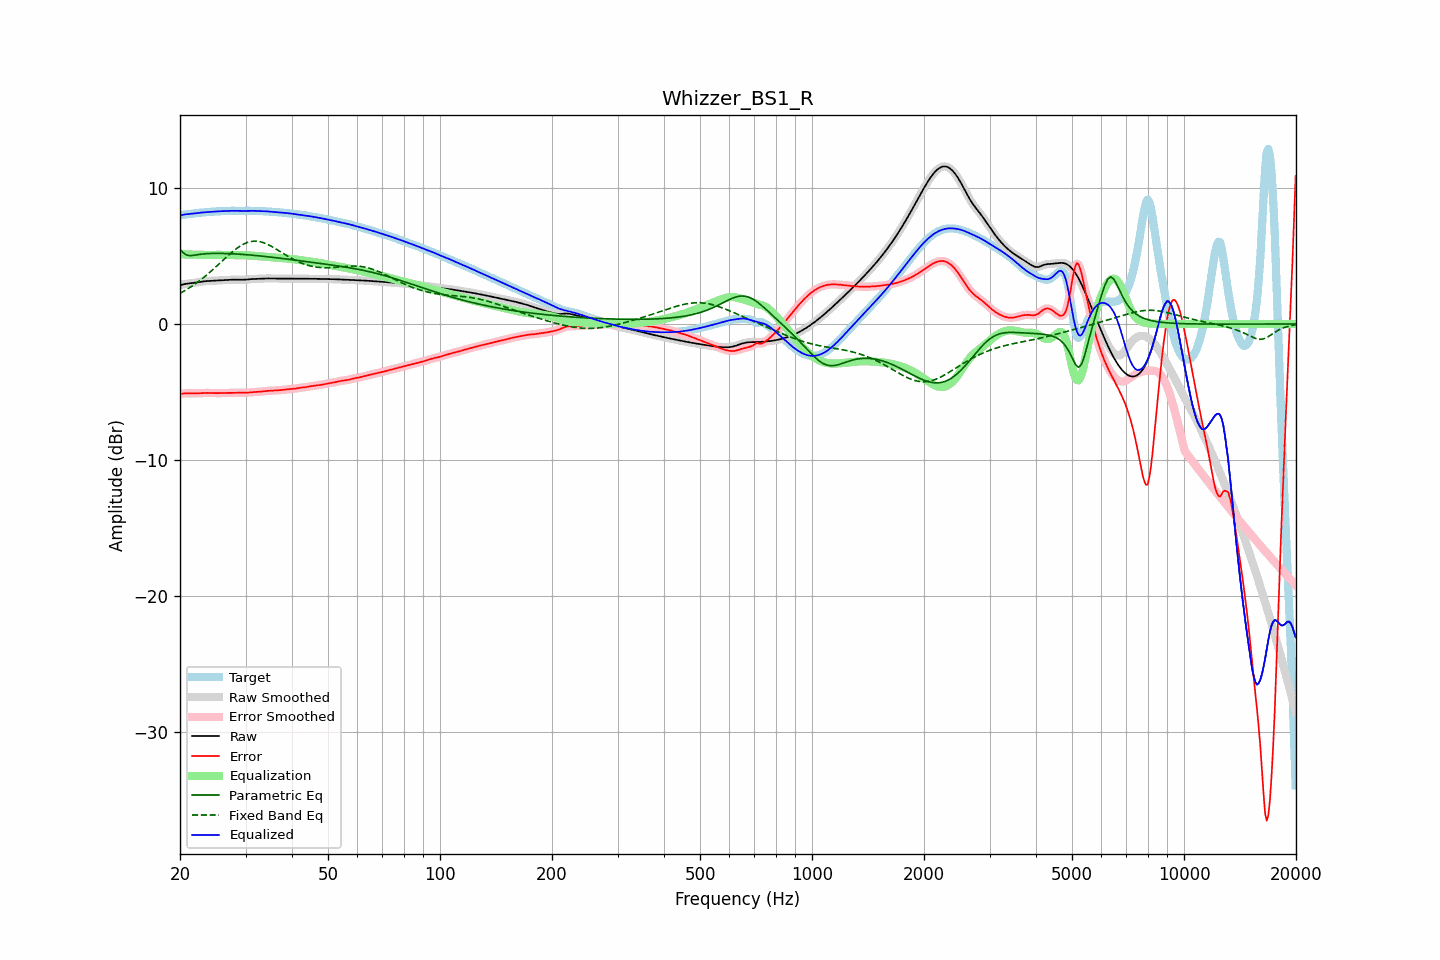 Whizzer_BS1_R
10
0
−10
−20
−30
Amplitude (dBr)
Target
Raw Smoothed
Error Smoothed
Raw
Error
Equalization
Parametric Eq
Fixed Band Eq
Equalized
20 50 100 200 500 1000 2000 5000 10000 20000
Frequency (Hz)